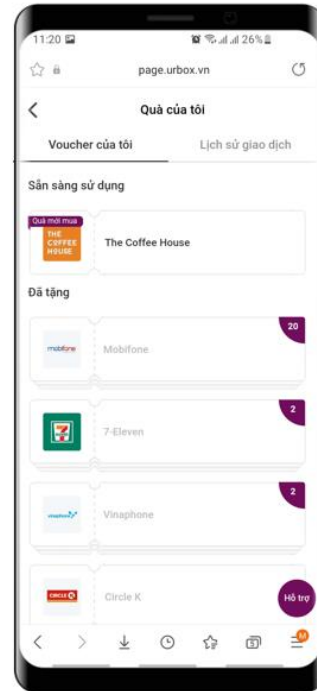 11:20 26%
page.urbox.vn
Quà của tôi
Voucher của tôi Lịch sử giao dịch
Sẵn sàng sử dụng
Quà mới mua
THE
COFFEE
HOUSE
The Coffee House
Đã tặng
20
mobifone Mobifone
2
7-Eleven
2
vinaphone Vinaphone
CIRCLE K Circle K
Hỗ trợ
5 M